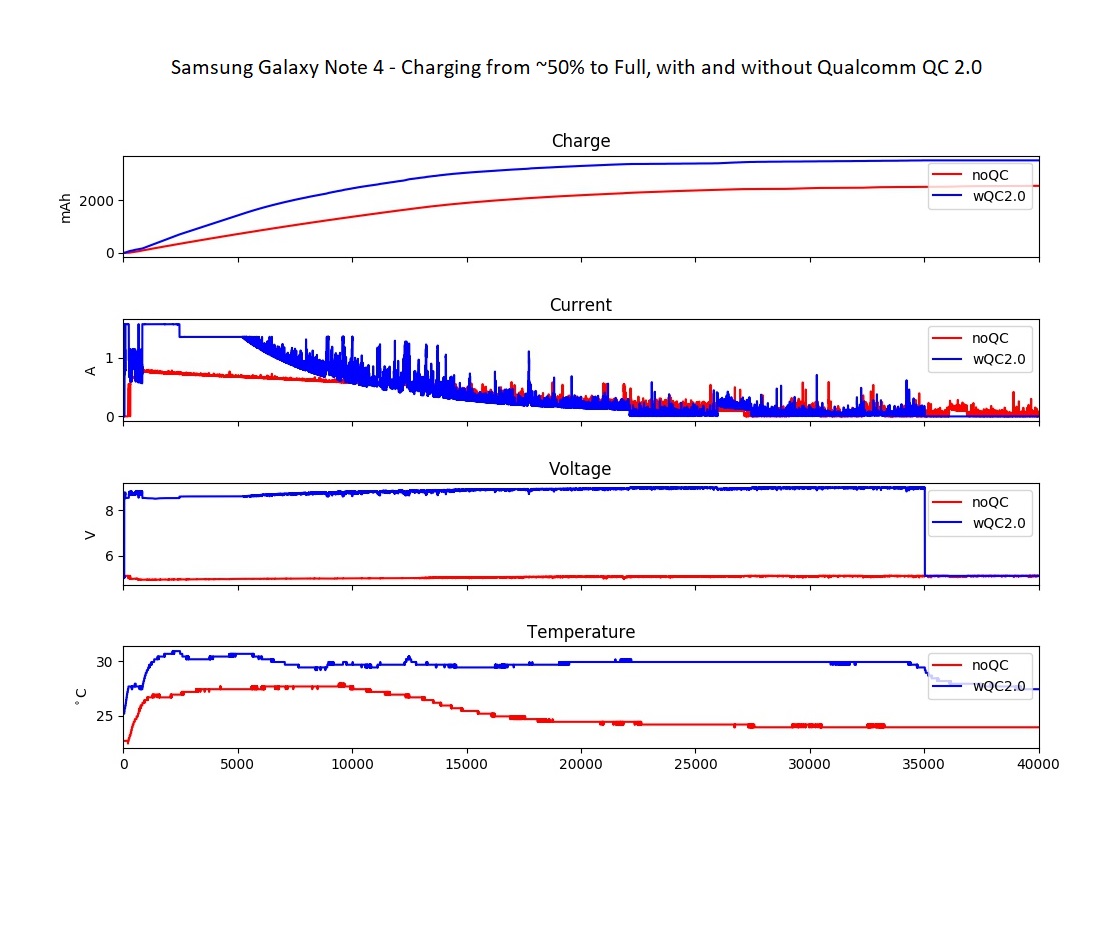 Samsung Galaxy Note 4 - Charging from ~50% to Full, with and without Qualcomm QC 2.0
Charge
mAh
2000
0
noQC
wQC2.0
Current
A
1
0
noQC
wQC2.0
Voltage
V
8
6
noQC
wQC2.0
Temperature
°C
30
25
noQC
wQC2.0
0 5000 10000 15000 20000 25000 30000 35000 40000